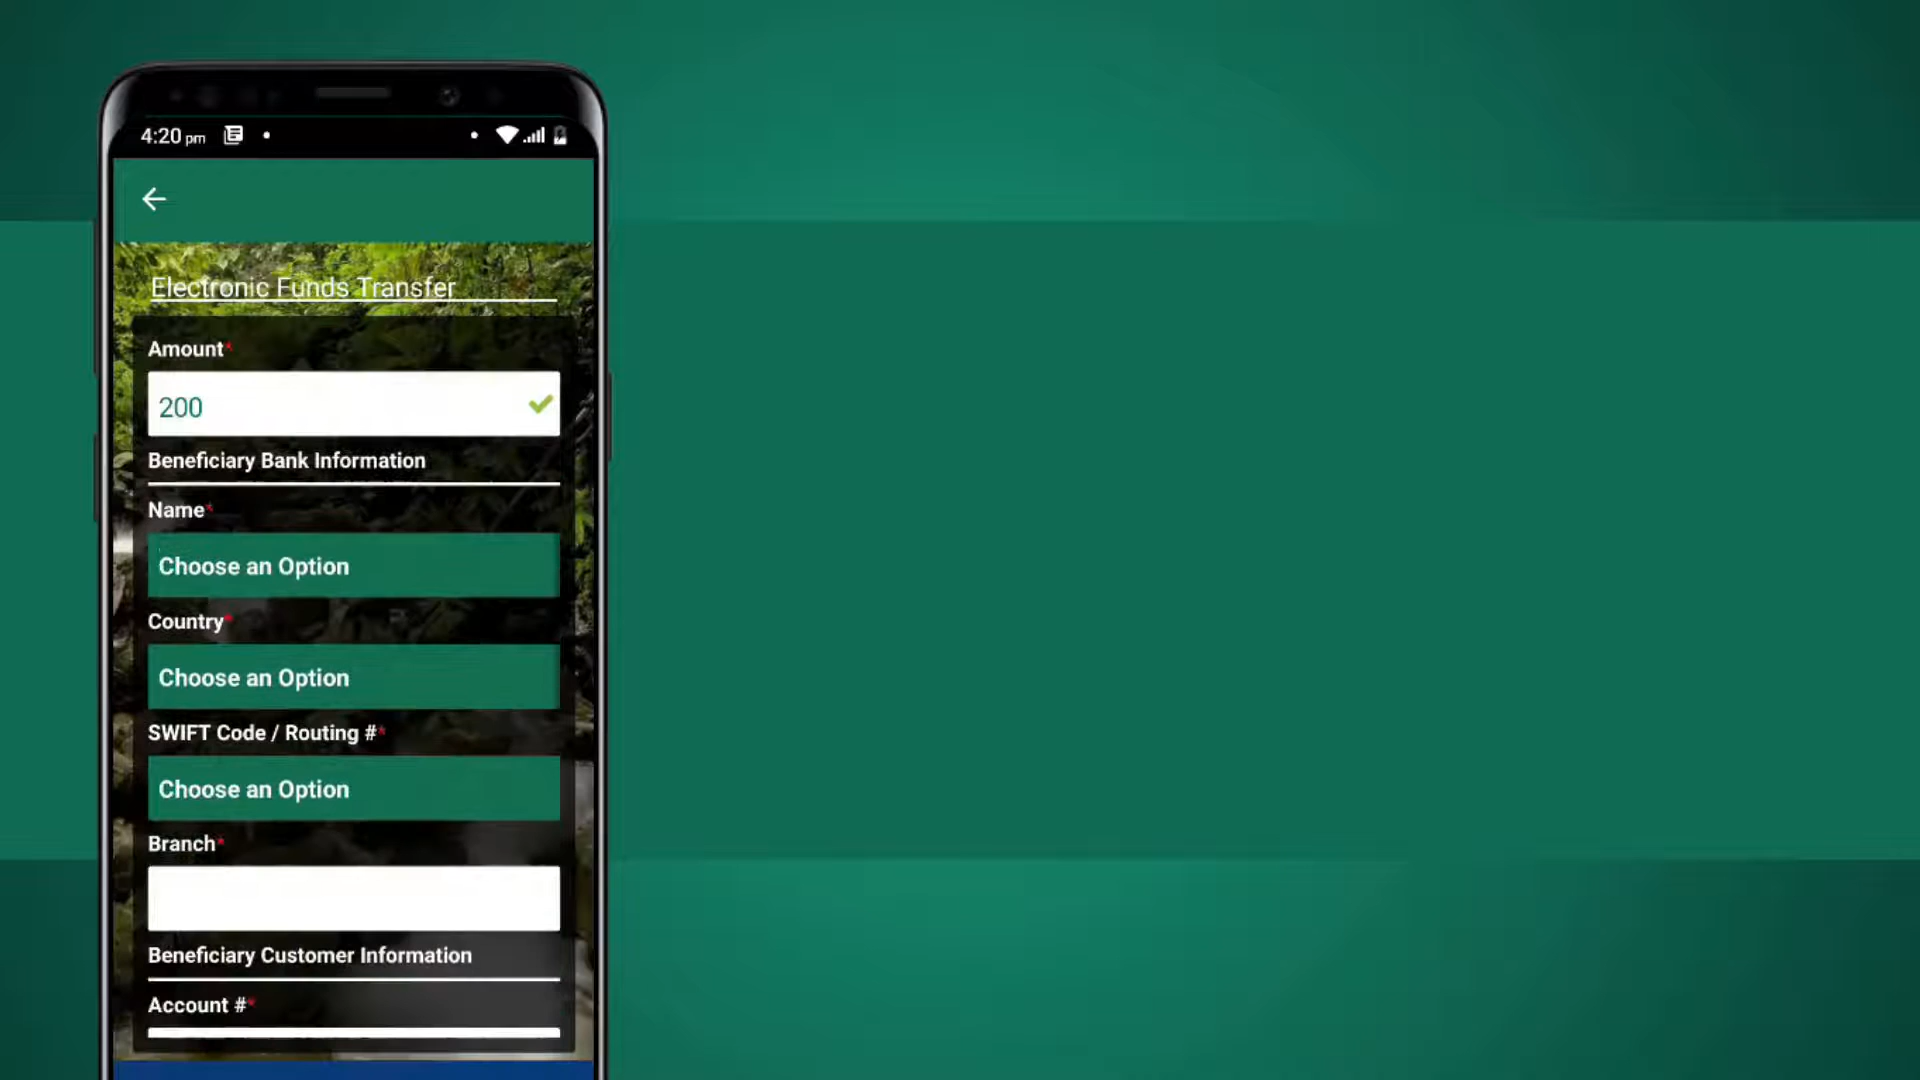 4:20 pm
Electronic Funds Transfer
Amount*
200
Beneficiary Bank Information
Name*
Choose an Option
Country*
Choose an Option
SWIFT Code / Routing #*
Choose an Option
Branch*
Beneficiary Customer Information
Account #*